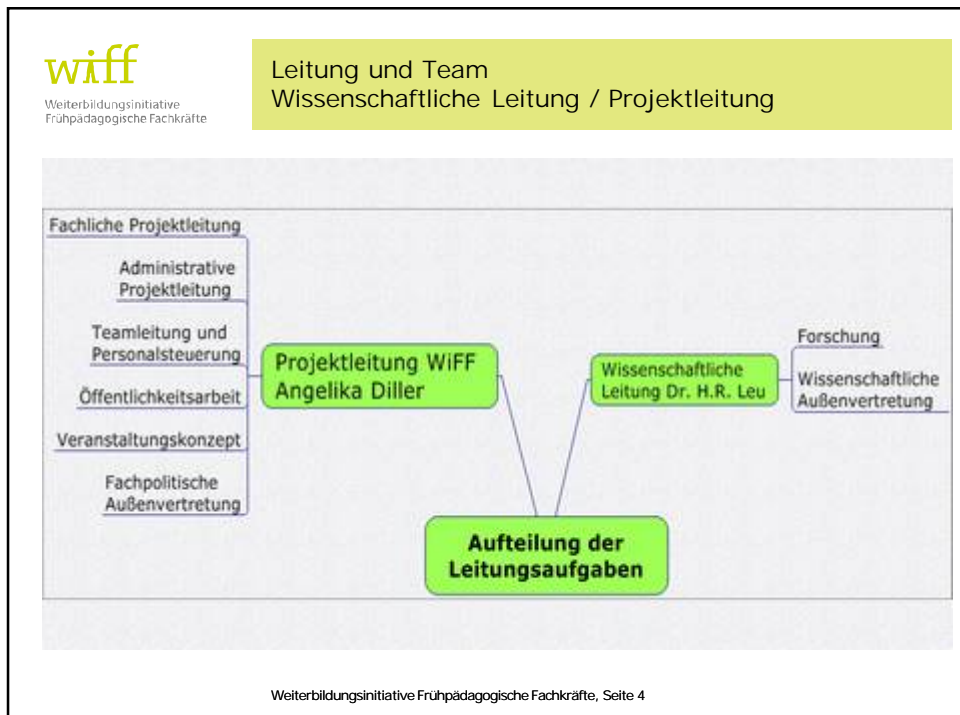 wiff
Weiterbildungsinitiative
Frühpädagogische Fachkräfte
Leitung und Team
Wissenschaftliche Leitung / Projektleitung
Fachliche Projektleitung
Administrative
Projektleitung
Teamleitung und
Personalsteuerung
Öffentlichkeitsarbeit
Veranstaltungskonzept
Fachpolitische
Außenvertretung
Projektleitung WiFF
Angelika Diller
Wissenschaftliche
Leitung Dr. H.R. Leu
Forschung
Wissenschaftliche
Außenvertretung
Aufteilung der
Leitungsaufgaben
Weiterbildungsinitiative Frühpädagogische Fachkräfte, Seite 4